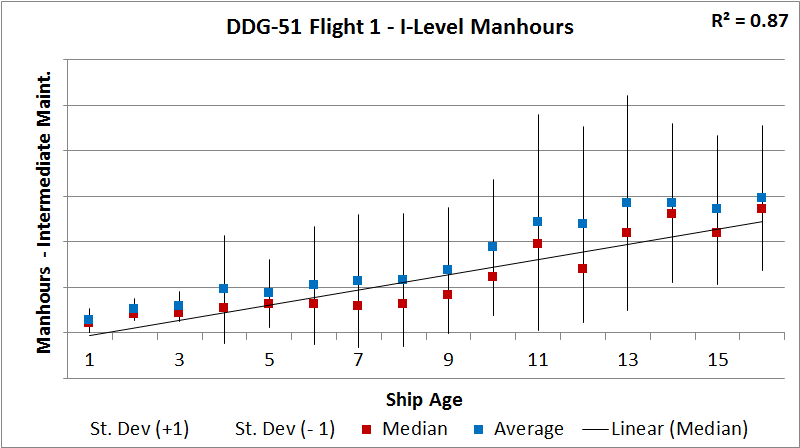 DDG-51 Flight 1 - I-Level Manhours
R² = 0.87
Manhours - Intermediate Maint.
1 3 5 7 9 11 13 15
Ship Age
St. Dev (+1) St. Dev (- 1) Median Average Linear (Median)